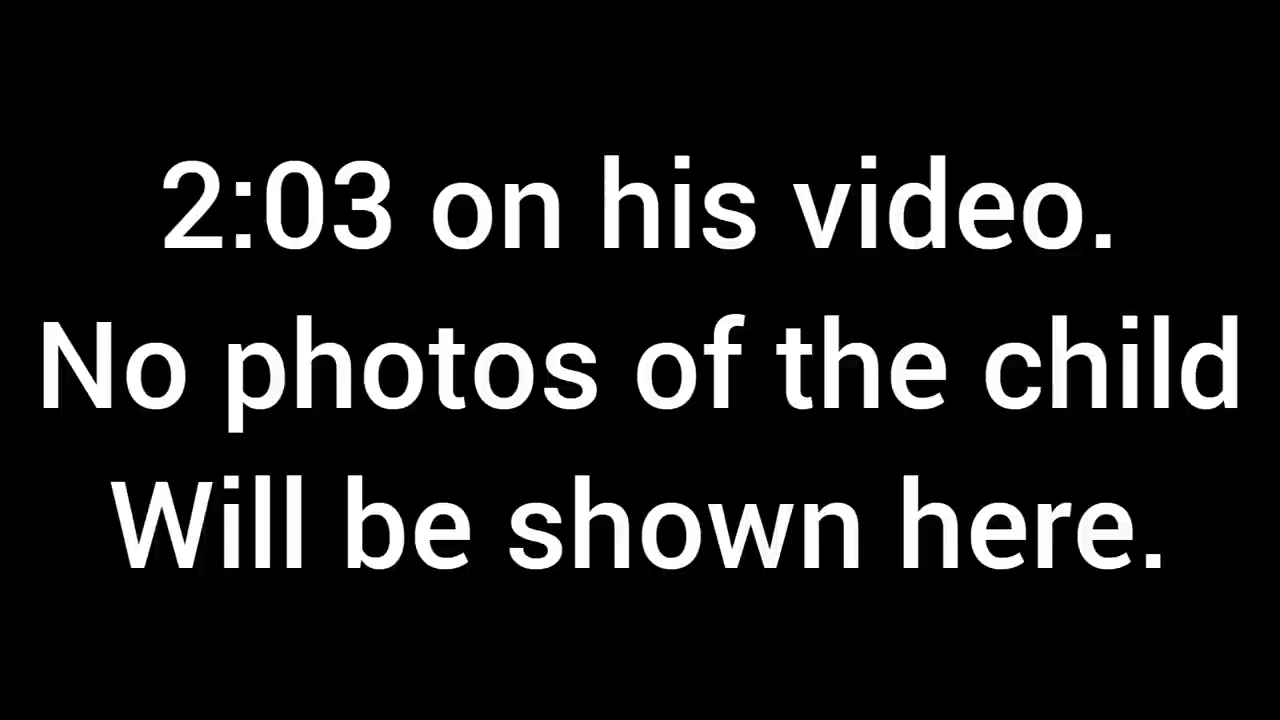 2:03 on his video.
No photos of the child
Will be shown here.